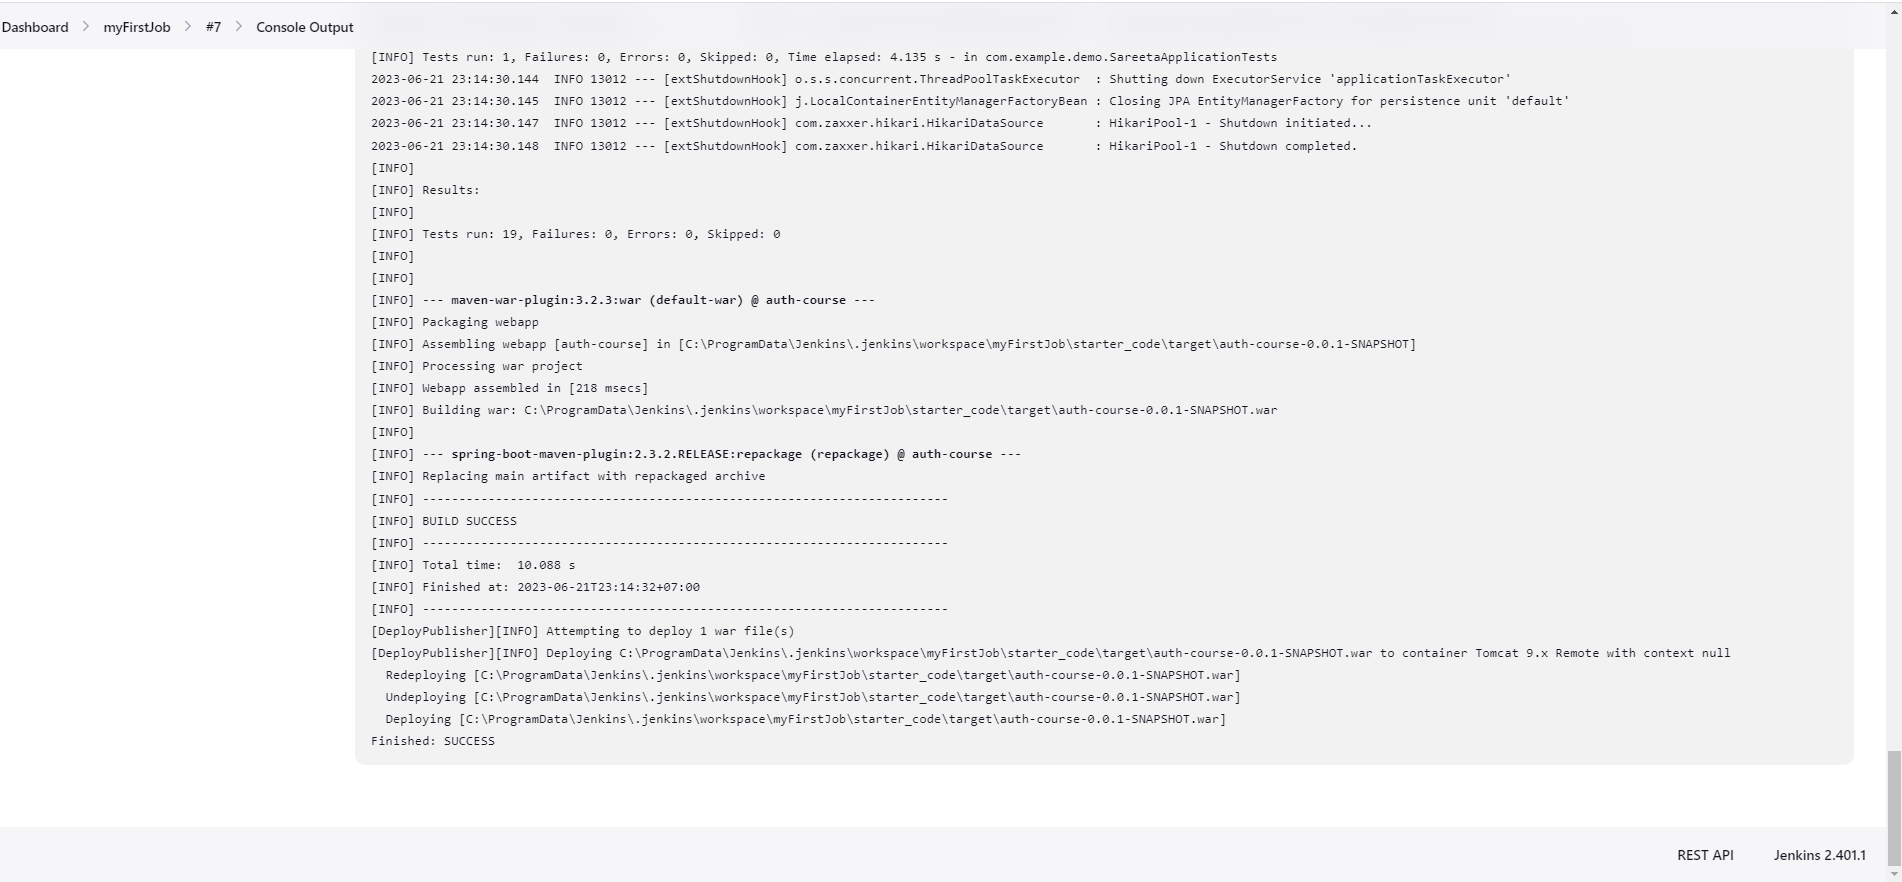 Dashboard > myFirstJob > #7 > Console Output
[INFO] Tests run: 1, Failures: 0, Errors: 0, Skipped: 0, Time elapsed: 4.135 s - in com.example.demo.SareetaApplicationTests
2023-06-21 23:14:30.144  INFO 13012 --- [extShutdownHook] o.s.s.concurrent.ThreadPoolTaskExecutor  : Shutting down ExecutorService 'applicationTaskExecutor'
2023-06-21 23:14:30.145  INFO 13012 --- [extShutdownHook] j.LocalContainerEntityManagerFactoryBean : Closing JPA EntityManagerFactory for persistence unit 'default'
2023-06-21 23:14:30.147  INFO 13012 --- [extShutdownHook] com.zaxxer.hikari.HikariDataSource       : HikariPool-1 - Shutdown initiated...
2023-06-21 23:14:30.148  INFO 13012 --- [extShutdownHook] com.zaxxer.hikari.HikariDataSource       : HikariPool-1 - Shutdown completed.
[INFO]
[INFO] Results:
[INFO]
[INFO] Tests run: 19, Failures: 0, Errors: 0, Skipped: 0
[INFO]
[INFO]
[INFO] --- maven-war-plugin:3.2.3:war (default-war) @ auth-course ---
[INFO] Packaging webapp
[INFO] Assembling webapp [auth-course] in [C:\ProgramData\Jenkins\.jenkins\workspace\myFirstJob\starter_code\target\auth-course-0.0.1-SNAPSHOT]
[INFO] Processing war project
[INFO] Webapp assembled in [218 msecs]
[INFO] Building war: C:\ProgramData\Jenkins\.jenkins\workspace\myFirstJob\starter_code\target\auth-course-0.0.1-SNAPSHOT.war
[INFO]
[INFO] --- spring-boot-maven-plugin:2.3.2.RELEASE:repackage (repackage) @ auth-course ---
[INFO] Replacing main artifact with repackaged archive
[INFO] ------------------------------------------------------------------------
[INFO] BUILD SUCCESS
[INFO] ------------------------------------------------------------------------
[INFO] Total time:  10.088 s
[INFO] Finished at: 2023-06-21T23:14:32+07:00
[INFO] ------------------------------------------------------------------------
[DeployPublisher][INFO] Attempting to deploy 1 war file(s)
[DeployPublisher][INFO] Deploying C:\ProgramData\Jenkins\.jenkins\workspace\myFirstJob\starter_code\target\auth-course-0.0.1-SNAPSHOT.war to container Tomcat 9.x Remote with context null
  Redeploying [C:\ProgramData\Jenkins\.jenkins\workspace\myFirstJob\starter_code\target\auth-course-0.0.1-SNAPSHOT.war]
  Undeploying [C:\ProgramData\Jenkins\.jenkins\workspace\myFirstJob\starter_code\target\auth-course-0.0.1-SNAPSHOT.war]
  Deploying [C:\ProgramData\Jenkins\.jenkins\workspace\myFirstJob\starter_code\target\auth-course-0.0.1-SNAPSHOT.war]
Finished: SUCCESS
REST API Jenkins 2.401.1